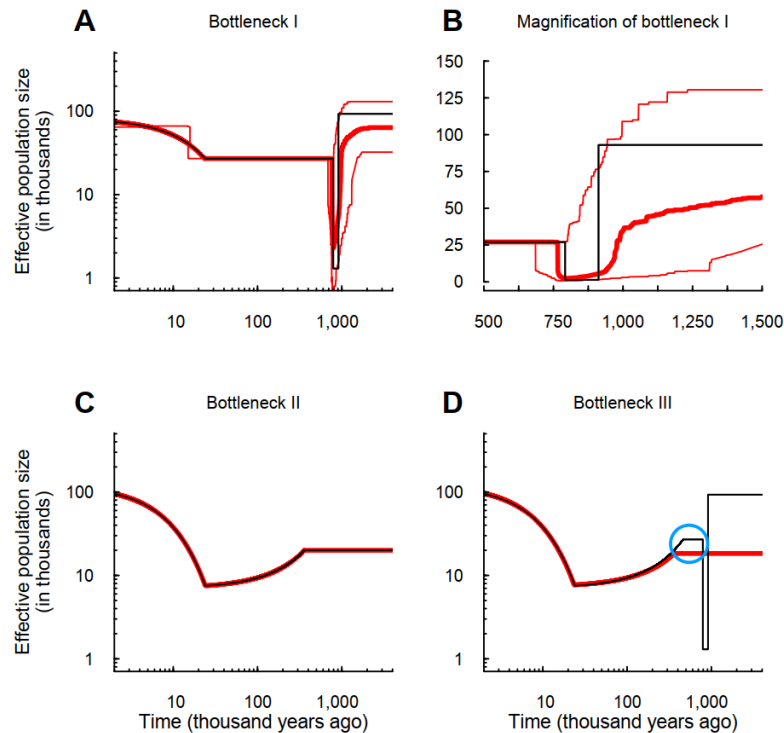 A
Bottleneck I
Effective population size
(in thousands)
100
10
1
10
100
1,000
B
Magnification of bottleneck I
150
125
100
75
50
25
0
500
750
1,000
1,250
1,500
C
Bottleneck II
Effective population size
(in thousands)
100
10
1
10
100
1,000
Time (thousand years ago)
D
Bottleneck III
100
10
1
10
100
1,000
Time (thousand years ago)